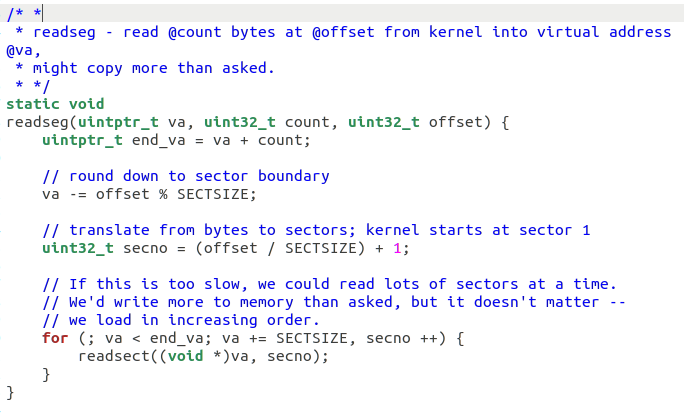 /* *
 * readseg - read @count bytes at @offset from kernel into virtual address
@va,
 * might copy more than asked.
 * */
static void
readseg(uintptr_t va, uint32_t count, uint32_t offset) {
    uintptr_t end_va = va + count;

    // round down to sector boundary
    va -= offset % SECTSIZE;

    // translate from bytes to sectors; kernel starts at sector 1
    uint32_t secno = (offset / SECTSIZE) + 1;

    // If this is too slow, we could read lots of sectors at a time.
    // We'd write more to memory than asked, but it doesn't matter --
    // we load in increasing order.
    for (; va < end_va; va += SECTSIZE, secno ++) {
        readsect((void *)va, secno);
    }
}